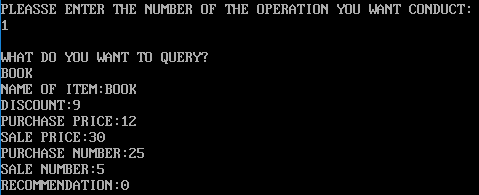 PLEASSE ENTER THE NUMBER OF THE OPERATION YOU WANT CONDUCT:
1
WHAT DO YOU WANT TO QUERY?
BOOK
NAME OF ITEM:BOOK
DISCOUNT:9
PURCHASE PRICE:12
SALE PRICE:30
PURCHASE NUMBER:25
SALE NUMBER:5
RECOMMENDATION:0